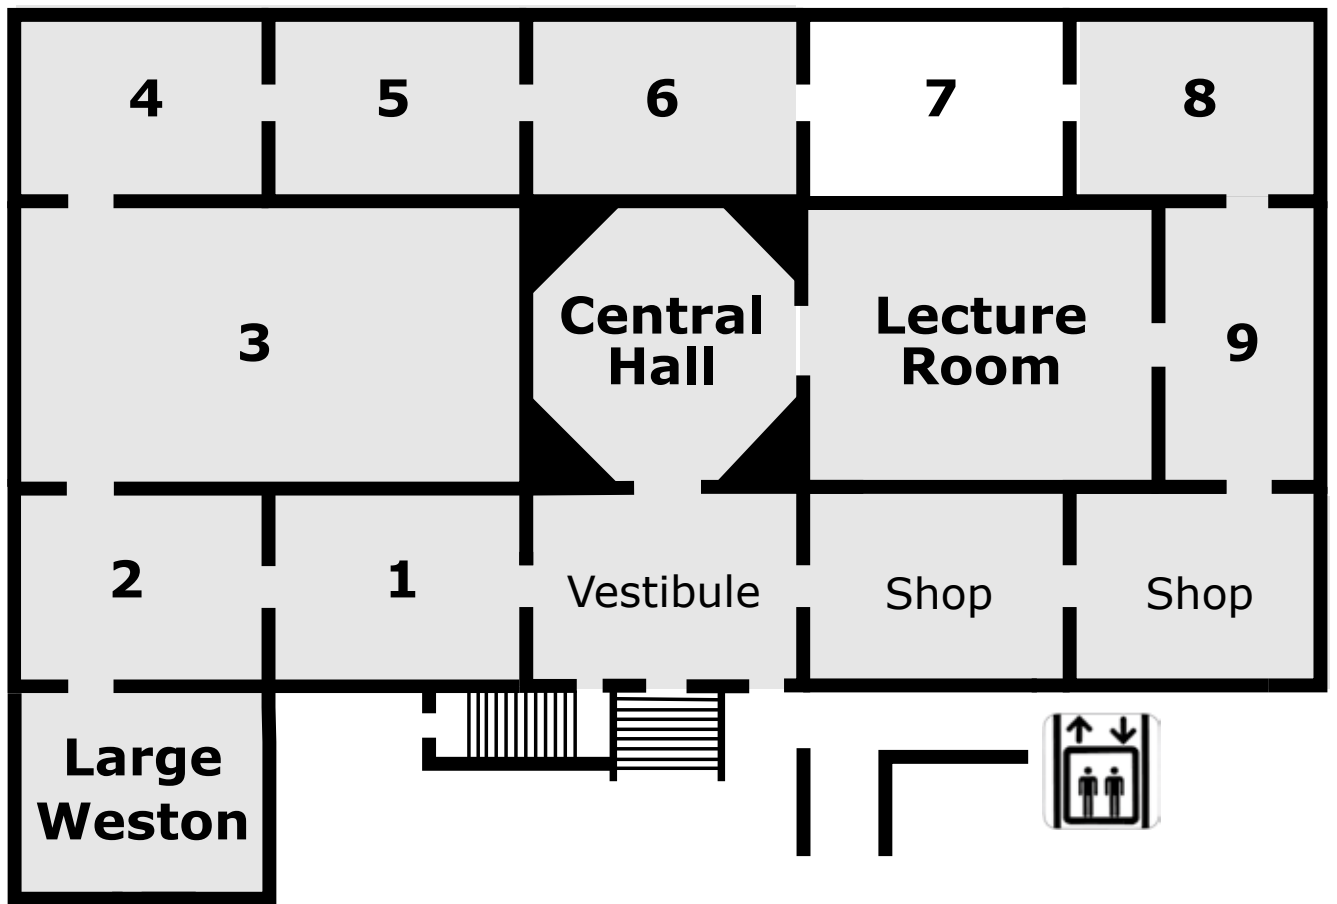 4
5
6
7
8
3
Central
Hall
Lecture
Room
9
2
1
Vestibule
Shop
Shop
Large
Weston